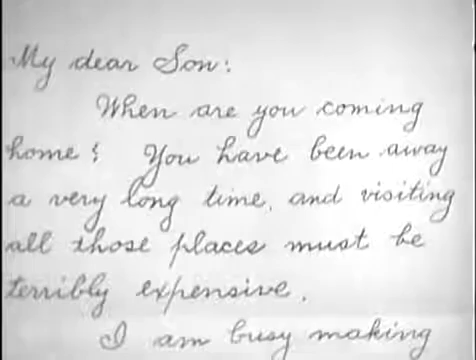 My dear Son:
When are you coming
home? You have been away
a very long time, and visiting
all those places must be
terribly expensive.
I am busy making